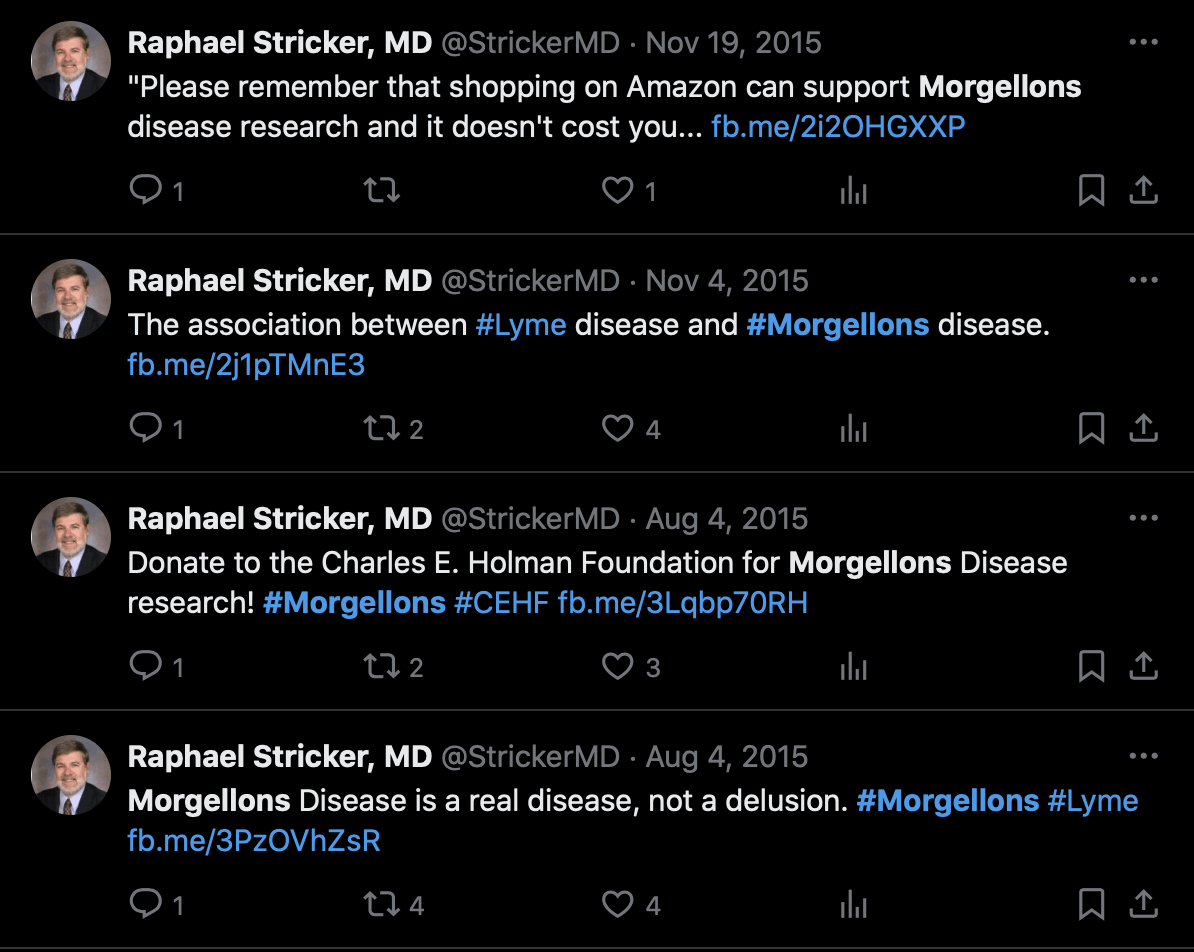 Raphael Stricker, MD @StrickerMD · Nov 19, 2015
"Please remember that shopping on Amazon can support Morgellons
disease research and it doesn't cost you... fb.me/2i2OHGXXP
1 1
Raphael Stricker, MD @StrickerMD · Nov 4, 2015
The association between #Lyme disease and #Morgellons disease.
fb.me/2j1pTMnE3
1 2 4
Raphael Stricker, MD @StrickerMD · Aug 4, 2015
Donate to the Charles E. Holman Foundation for Morgellons Disease
research! #Morgellons #CEHF fb.me/3Lqbp70RH
1 2 3
Raphael Stricker, MD @StrickerMD · Aug 4, 2015
Morgellons Disease is a real disease, not a delusion. #Morgellons #Lyme
fb.me/3PzOVhZsR
1 4 4